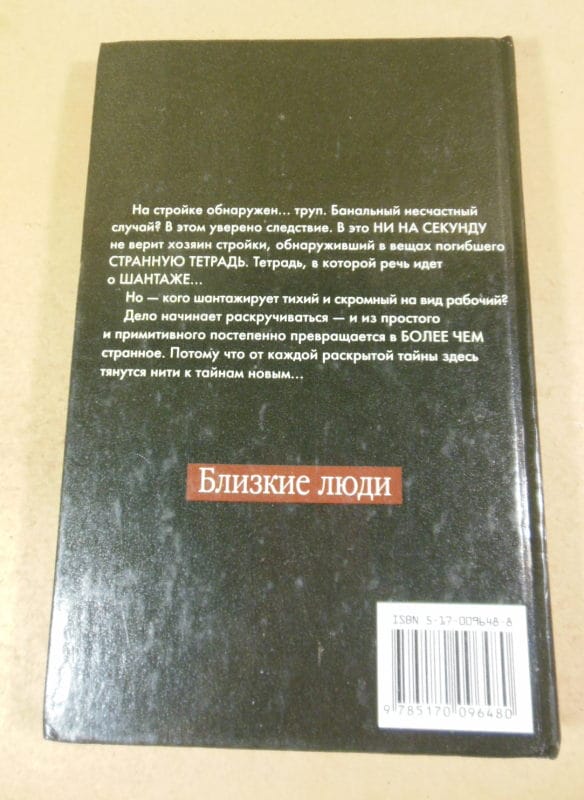 На стройке обнаружен... труп. Банальный несчастный
случай? В этом уверено следствие. В это НИ НА СЕКУНДУ
не верит хозяин стройки, обнаруживший в вещах погибшего
СТРАННУЮ ТЕТРАДЬ. Тетрадь, в которой речь идет
о ШАНТАЖЕ...
Но — кого шантажирует тихий и скромный на вид рабочий?
Дело начинает раскручиваться — и из простого
и примитивного постепенно превращается в БОЛЕЕ ЧЕМ
странное. Потому что от каждой раскрытой тайны здесь
тянутся нити к тайнам новым...
Близкие люди
ISBN 5-17-009648-8
9 785170 096480